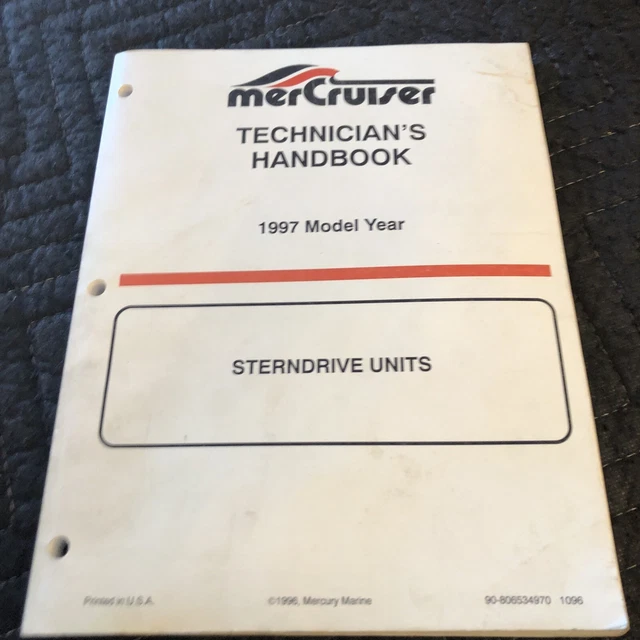 merCruiser
TECHNICIAN'S
HANDBOOK
1997 Model Year
STERNDRIVE UNITS
Printed in U.S.A.
©1996, Mercury Marine
90-806534970 1096